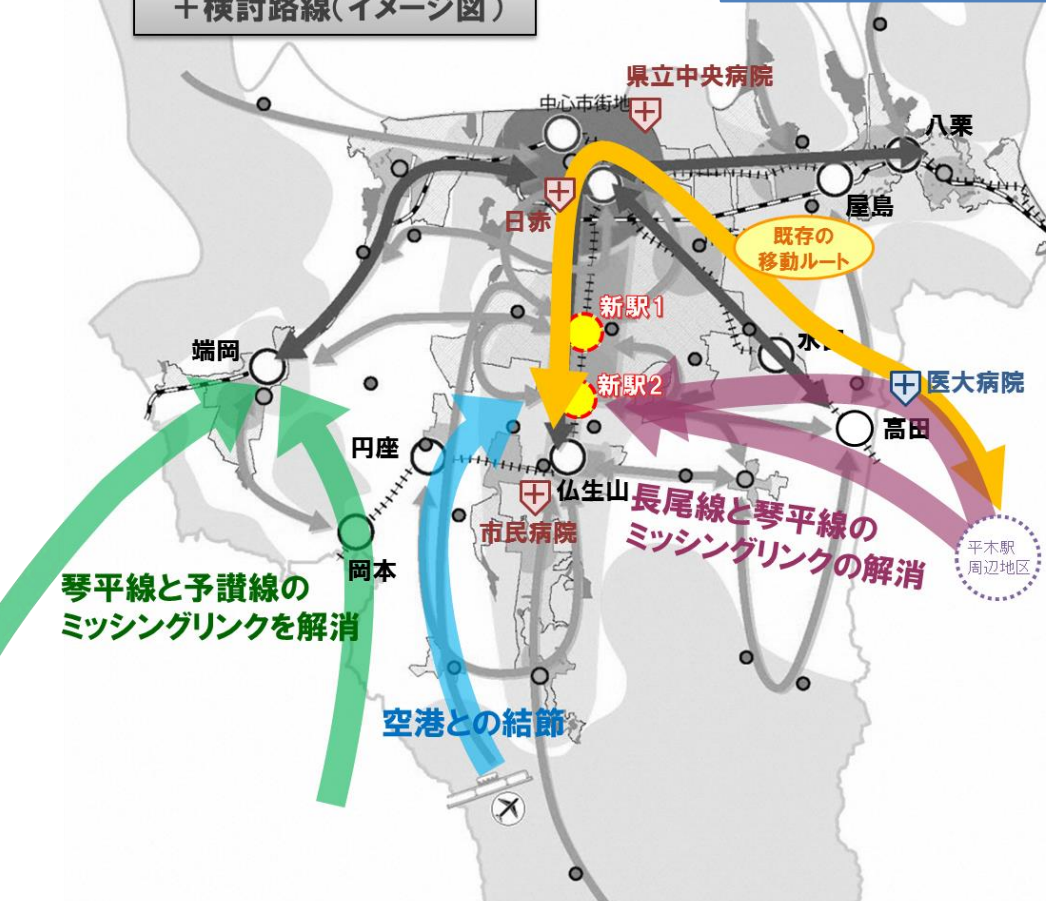 +検討路線(イメージ図)
県立中央病院
中心市街地
八栗
日赤
屋島
既存の
移動ルート
新駅1
端岡
新駅2
医大病院
円座
高田
仏生山
長尾線と琴平線の
ミッシングリンクの解消
市民病院
平木駅
周辺地区
岡本
琴平線と予讃線の
ミッシングリンクを解消
空港との結節